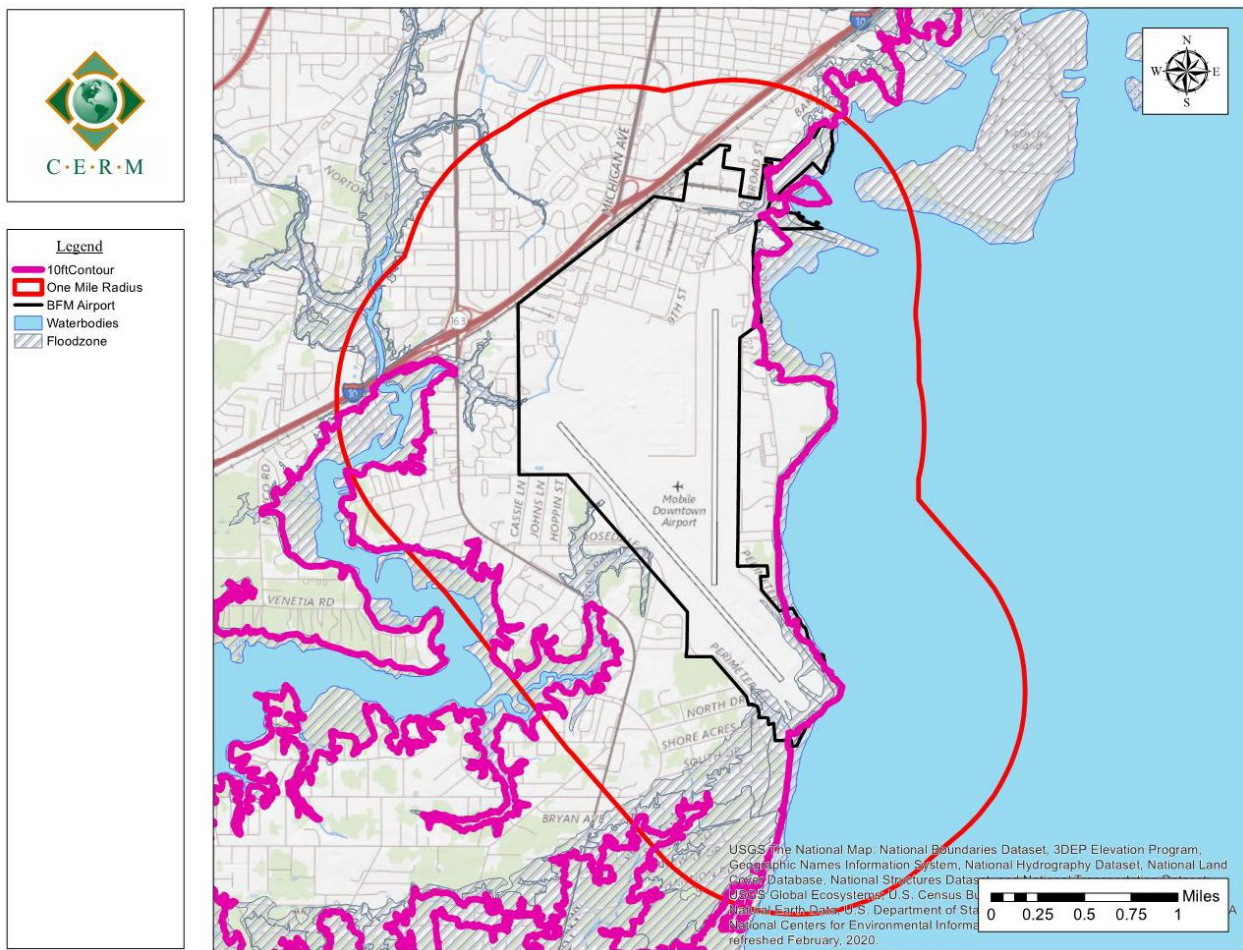 C·E·R·M
Legend
10ftContour
One Mile Radius
BFM Airport
Waterbodies
Floodzone
10
N
W E
S
MICHIGAN AVE
BROAD ST
9TH ST
163
10
CASSIE LN
JOHNS LN
HOPPIN ST
Mobile
Downtown
Airport
VENETIA RD
PERIMETER
NORTH DR
SHORE ACRES
SOUTH
BRYAN AVE
USGS The National Map: National Boundaries Dataset, 3DEP Elevation Program,
Geographic Names Information System, National Hydrography Dataset, National Land
Cover Database, National Structures Dataset,
USGS Global Ecosystems; U.S. Census
Natural Earth Data; U.S. Department of
National Centers for Environmental
refreshed February, 2020.
Miles
0 0.25 0.5 0.75 1